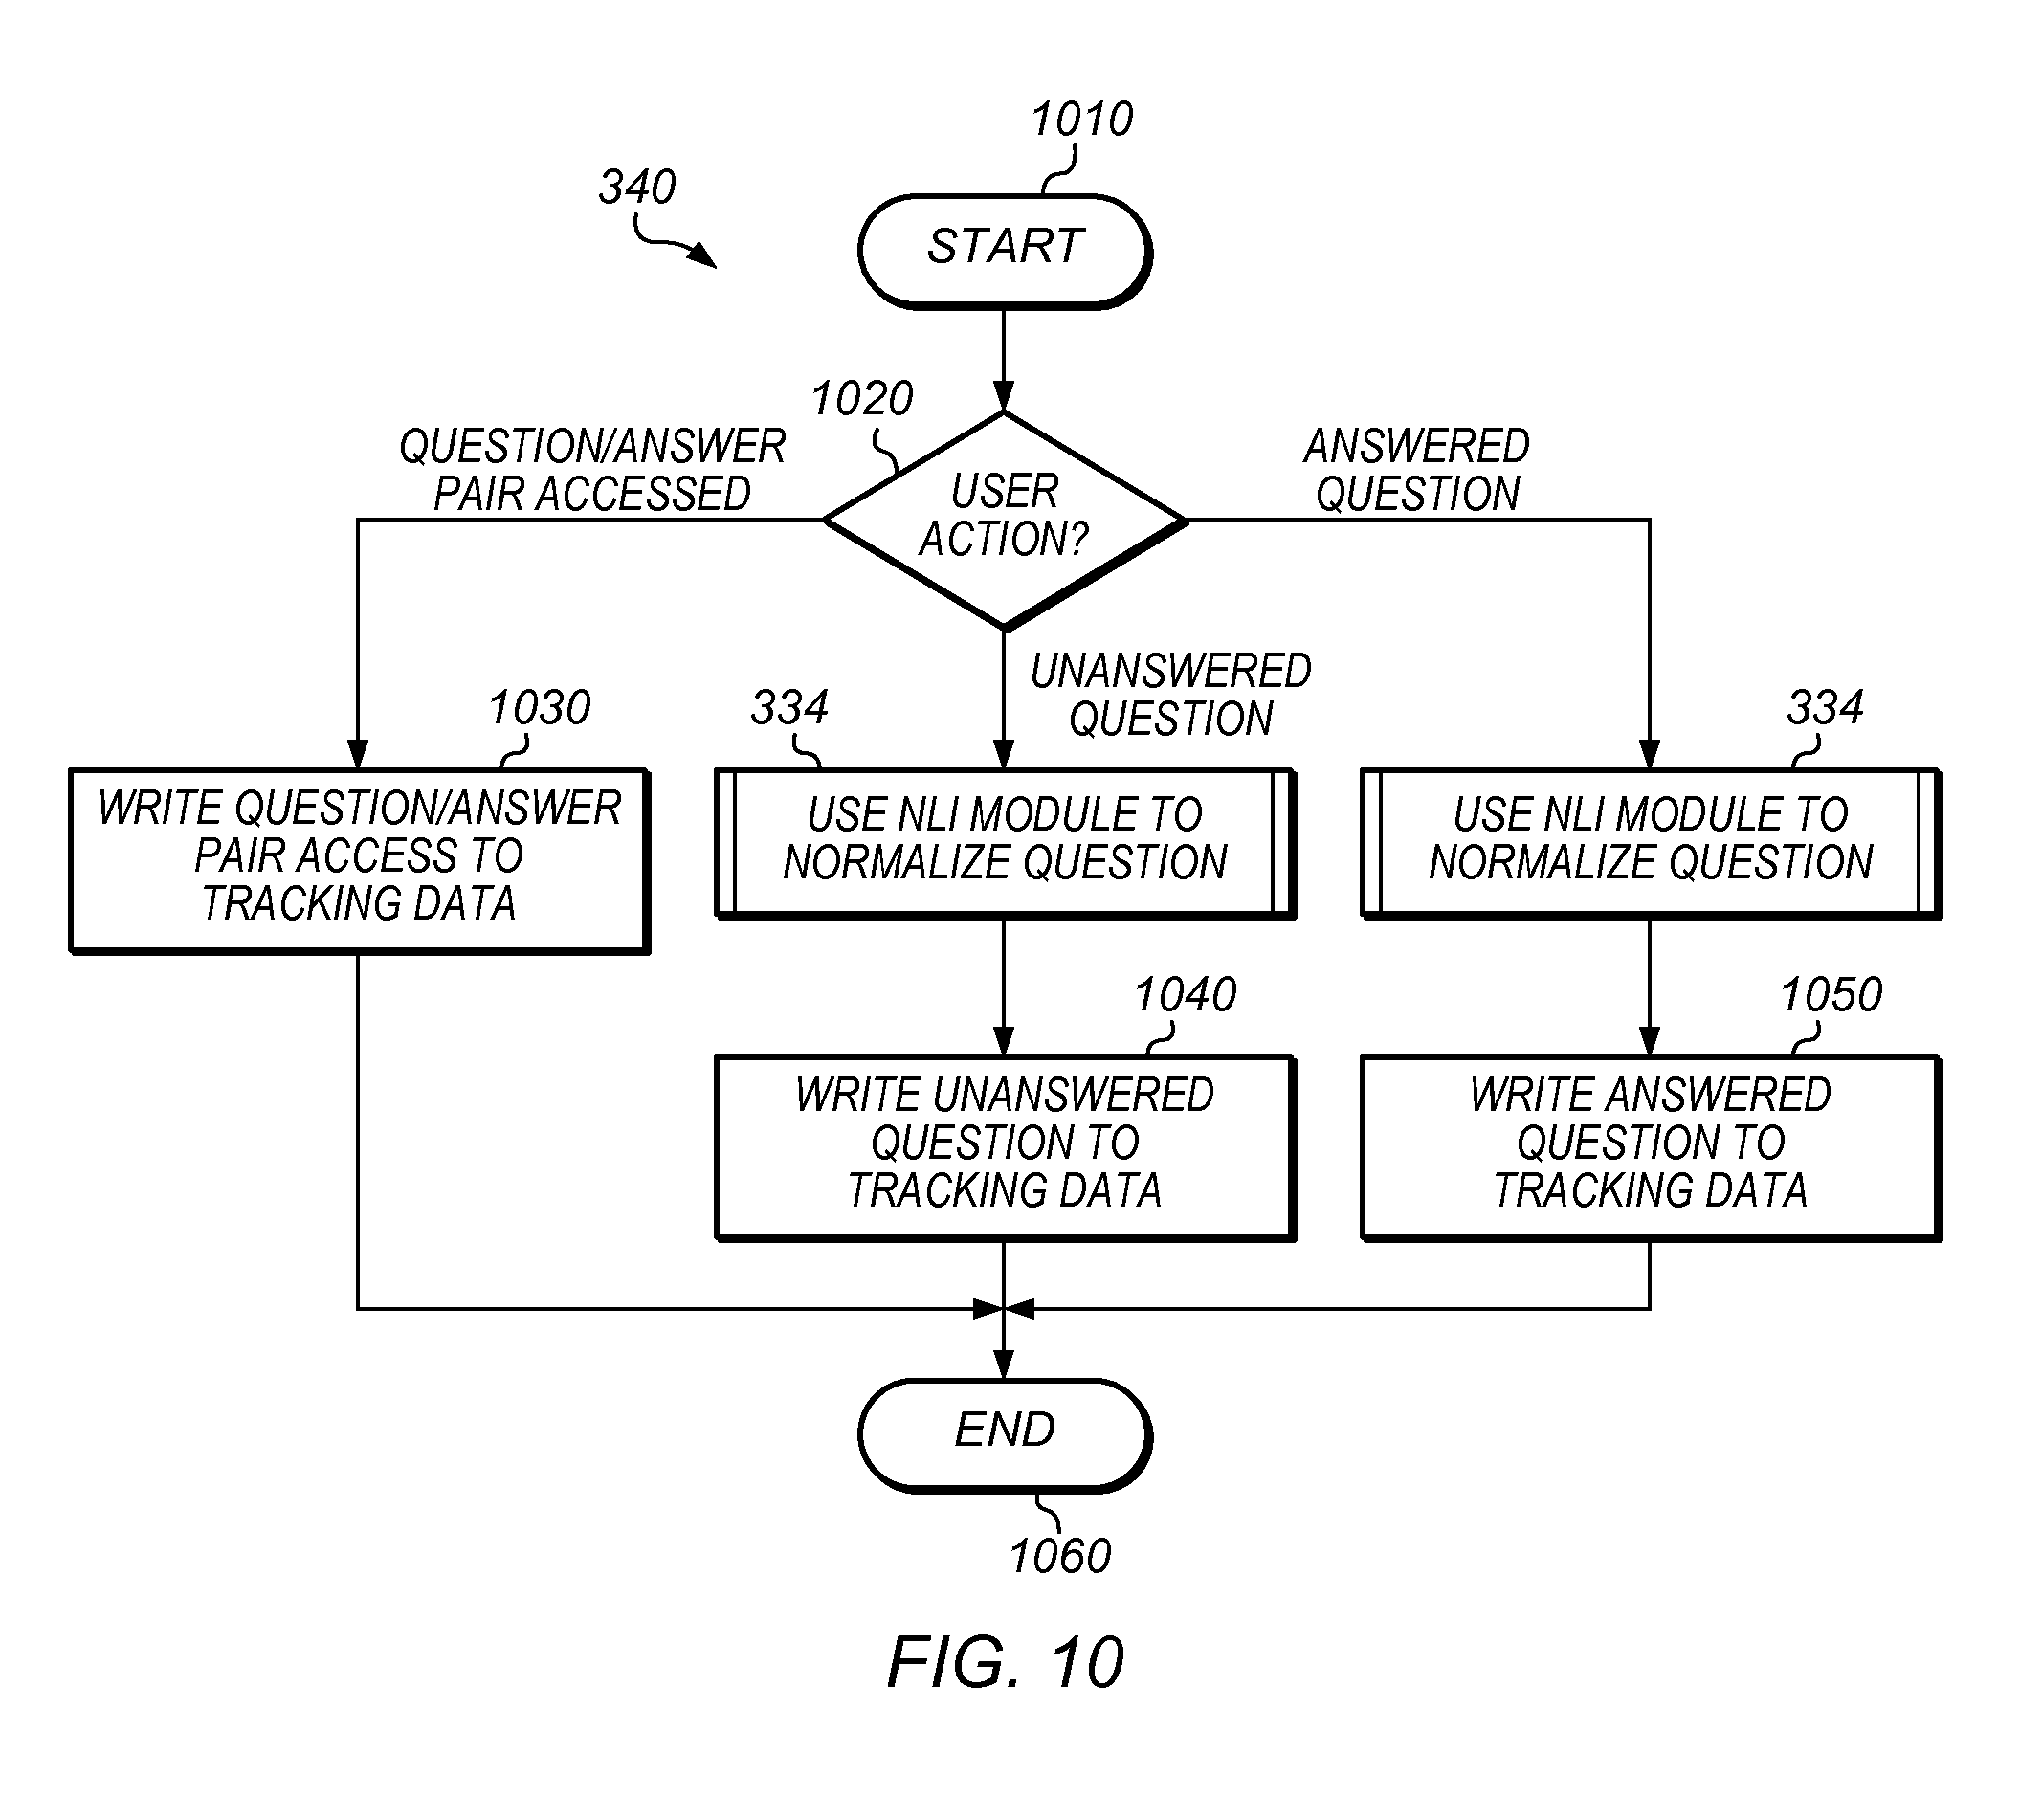 1010
340
START
1020
QUESTION/ANSWER
PAIR ACCESSED
USER
ACTION?
ANSWERED
QUESTION
UNANSWERED
QUESTION
1030
334
334
WRITE QUESTION/ANSWER
PAIR ACCESS TO
TRACKING DATA
USE NLI MODULE TO
NORMALIZE QUESTION
USE NLI MODULE TO
NORMALIZE QUESTION
1040
1050
WRITE UNANSWERED
QUESTION TO
TRACKING DATA
WRITE ANSWERED
QUESTION TO
TRACKING DATA
END
1060
FIG. 10